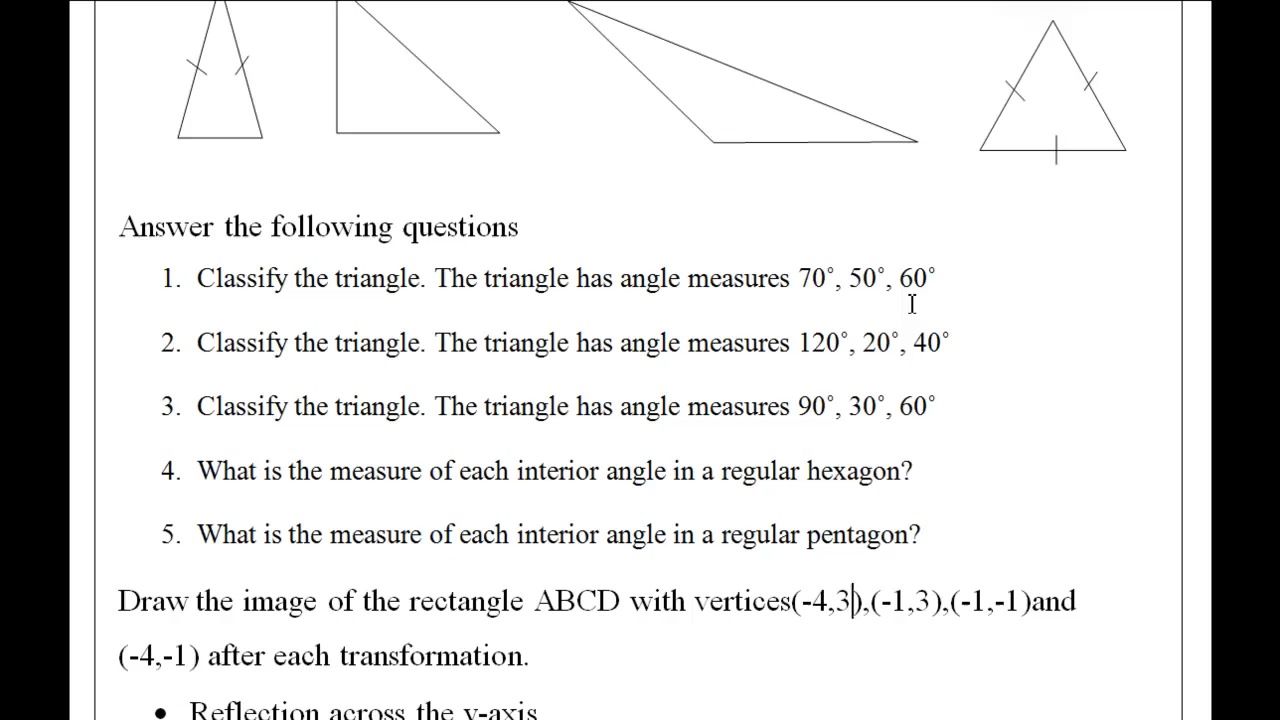 Answer the following questions
1. Classify the triangle. The triangle has angle measures 70˚, 50˚, 60˚
2. Classify the triangle. The triangle has angle measures 120˚, 20˚, 40˚
3. Classify the triangle. The triangle has angle measures 90˚, 30˚, 60˚
4. What is the measure of each interior angle in a regular hexagon?
5. What is the measure of each interior angle in a regular pentagon?
Draw the image of the rectangle ABCD with vertices(-4,3),(-1,3),(-1,-1)and
(-4,-1) after each transformation.
• Reflection across the y-axis